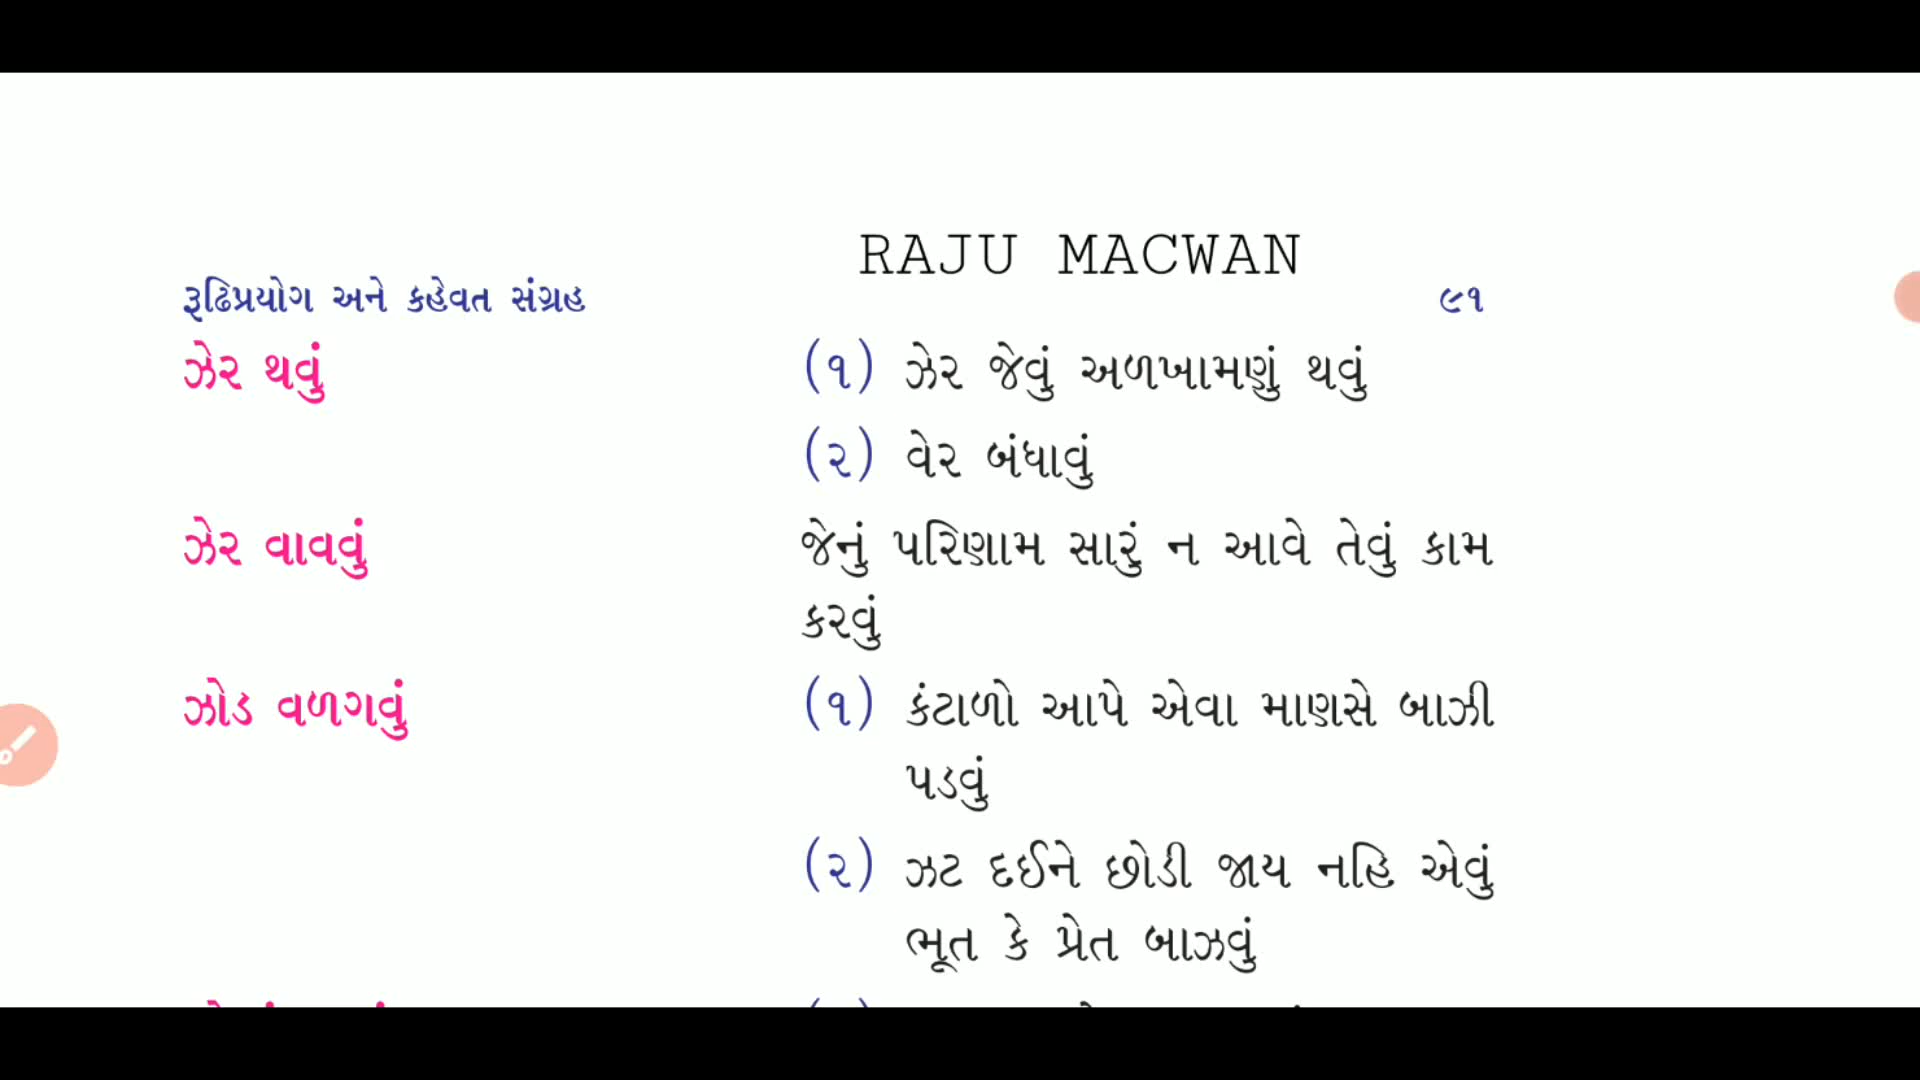 RAJU MACWAN
રૂઢિપ્રયોગ અને કહેવત સંગ્રહ ૯૧
ઝેર થવું (૧) ઝેર જેવું અળખામણું થવું
(૨) વેર બંધાવું
ઝેર વાવવું જેનું પરિણામ સારું ન આવે તેવું કામ
કરવું
ઝોડ વળગવું (૧) કંટાળો આપે એવા માણસે બાઝી
પડવું
(૨) ઝટ દઈને છોડી જાય નહિ એવું
ભૂત કે પ્રેત બાઝવું